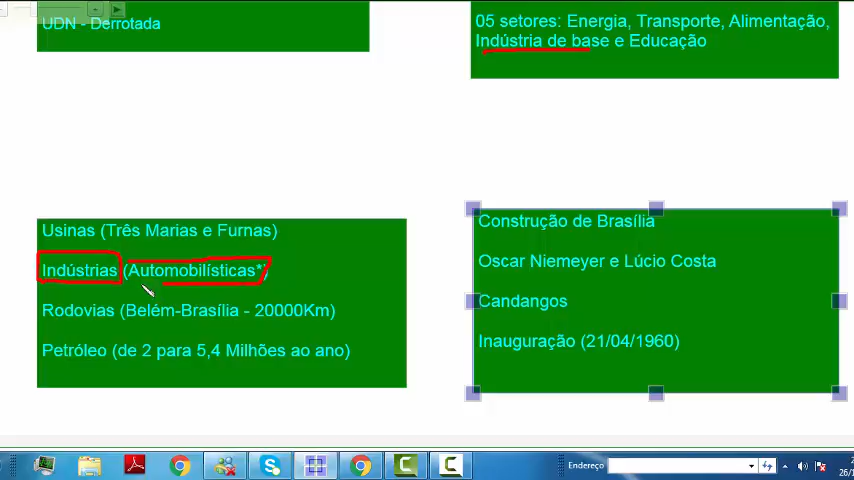 UDN - Derrotada
05 setores: Energia, Transporte, Alimentação,
Indústria de base e Educação
Usinas (Três Marias e Furnas)
Indústrias (Automobilísticas*)
Rodovias (Belém-Brasília - 20000Km)
Petróleo (de 2 para 5,4 Milhões ao ano)
Construção de Brasília
Oscar Niemeyer e Lúcio Costa
Candangos
Inauguração (21/04/1960)
Endereço